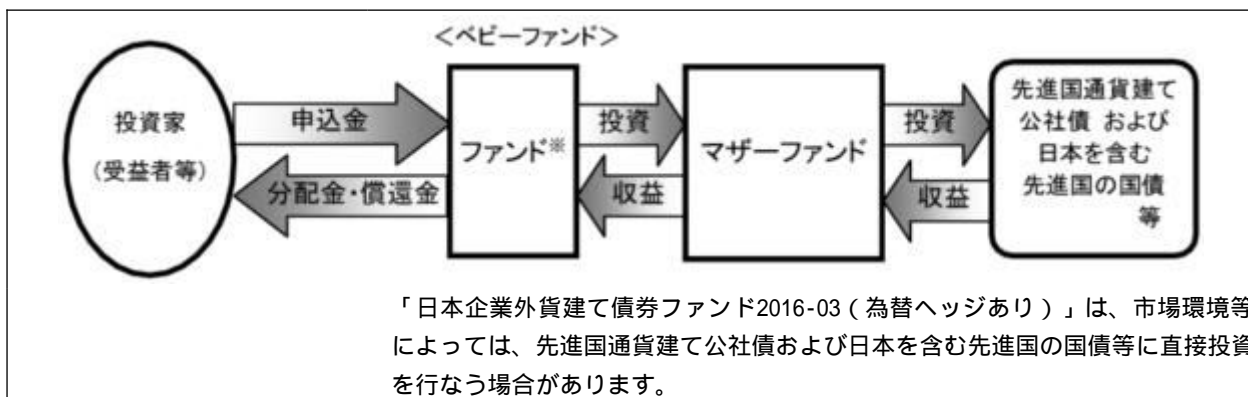 <ベビーファンド>
投資家
(受益者等)
申込金
分配金・償還金
ファンド※
投資
収益
マザーファンド
投資
収益
先進国通貨建て
公社債 および
日本を含む
先進国の国債
等
「日本企業外貨建て債券ファンド2016-03(為替ヘッジあり)」は、市場環境等
によっては、先進国通貨建て公社債および日本を含む先進国の国債等に直接投資
を行なう場合があります。